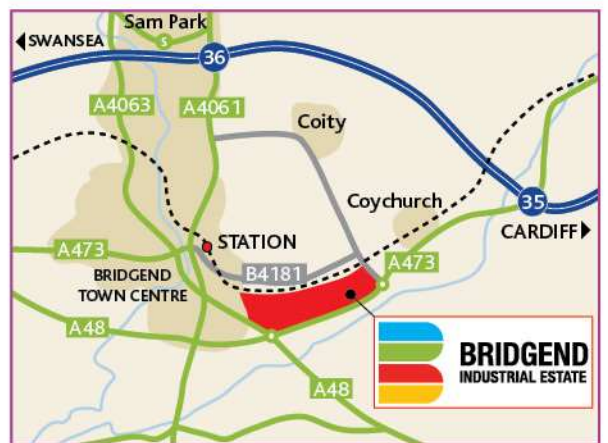 Sam Park
SWANSEA
S
36
A4063
A4061
Coity
Coychurch
35
CARDIFF
STATION
A473
A473
B4181
BRIDGEND
TOWN CENTRE
A48
A48
BRIDGEND
INDUSTRIAL ESTATE